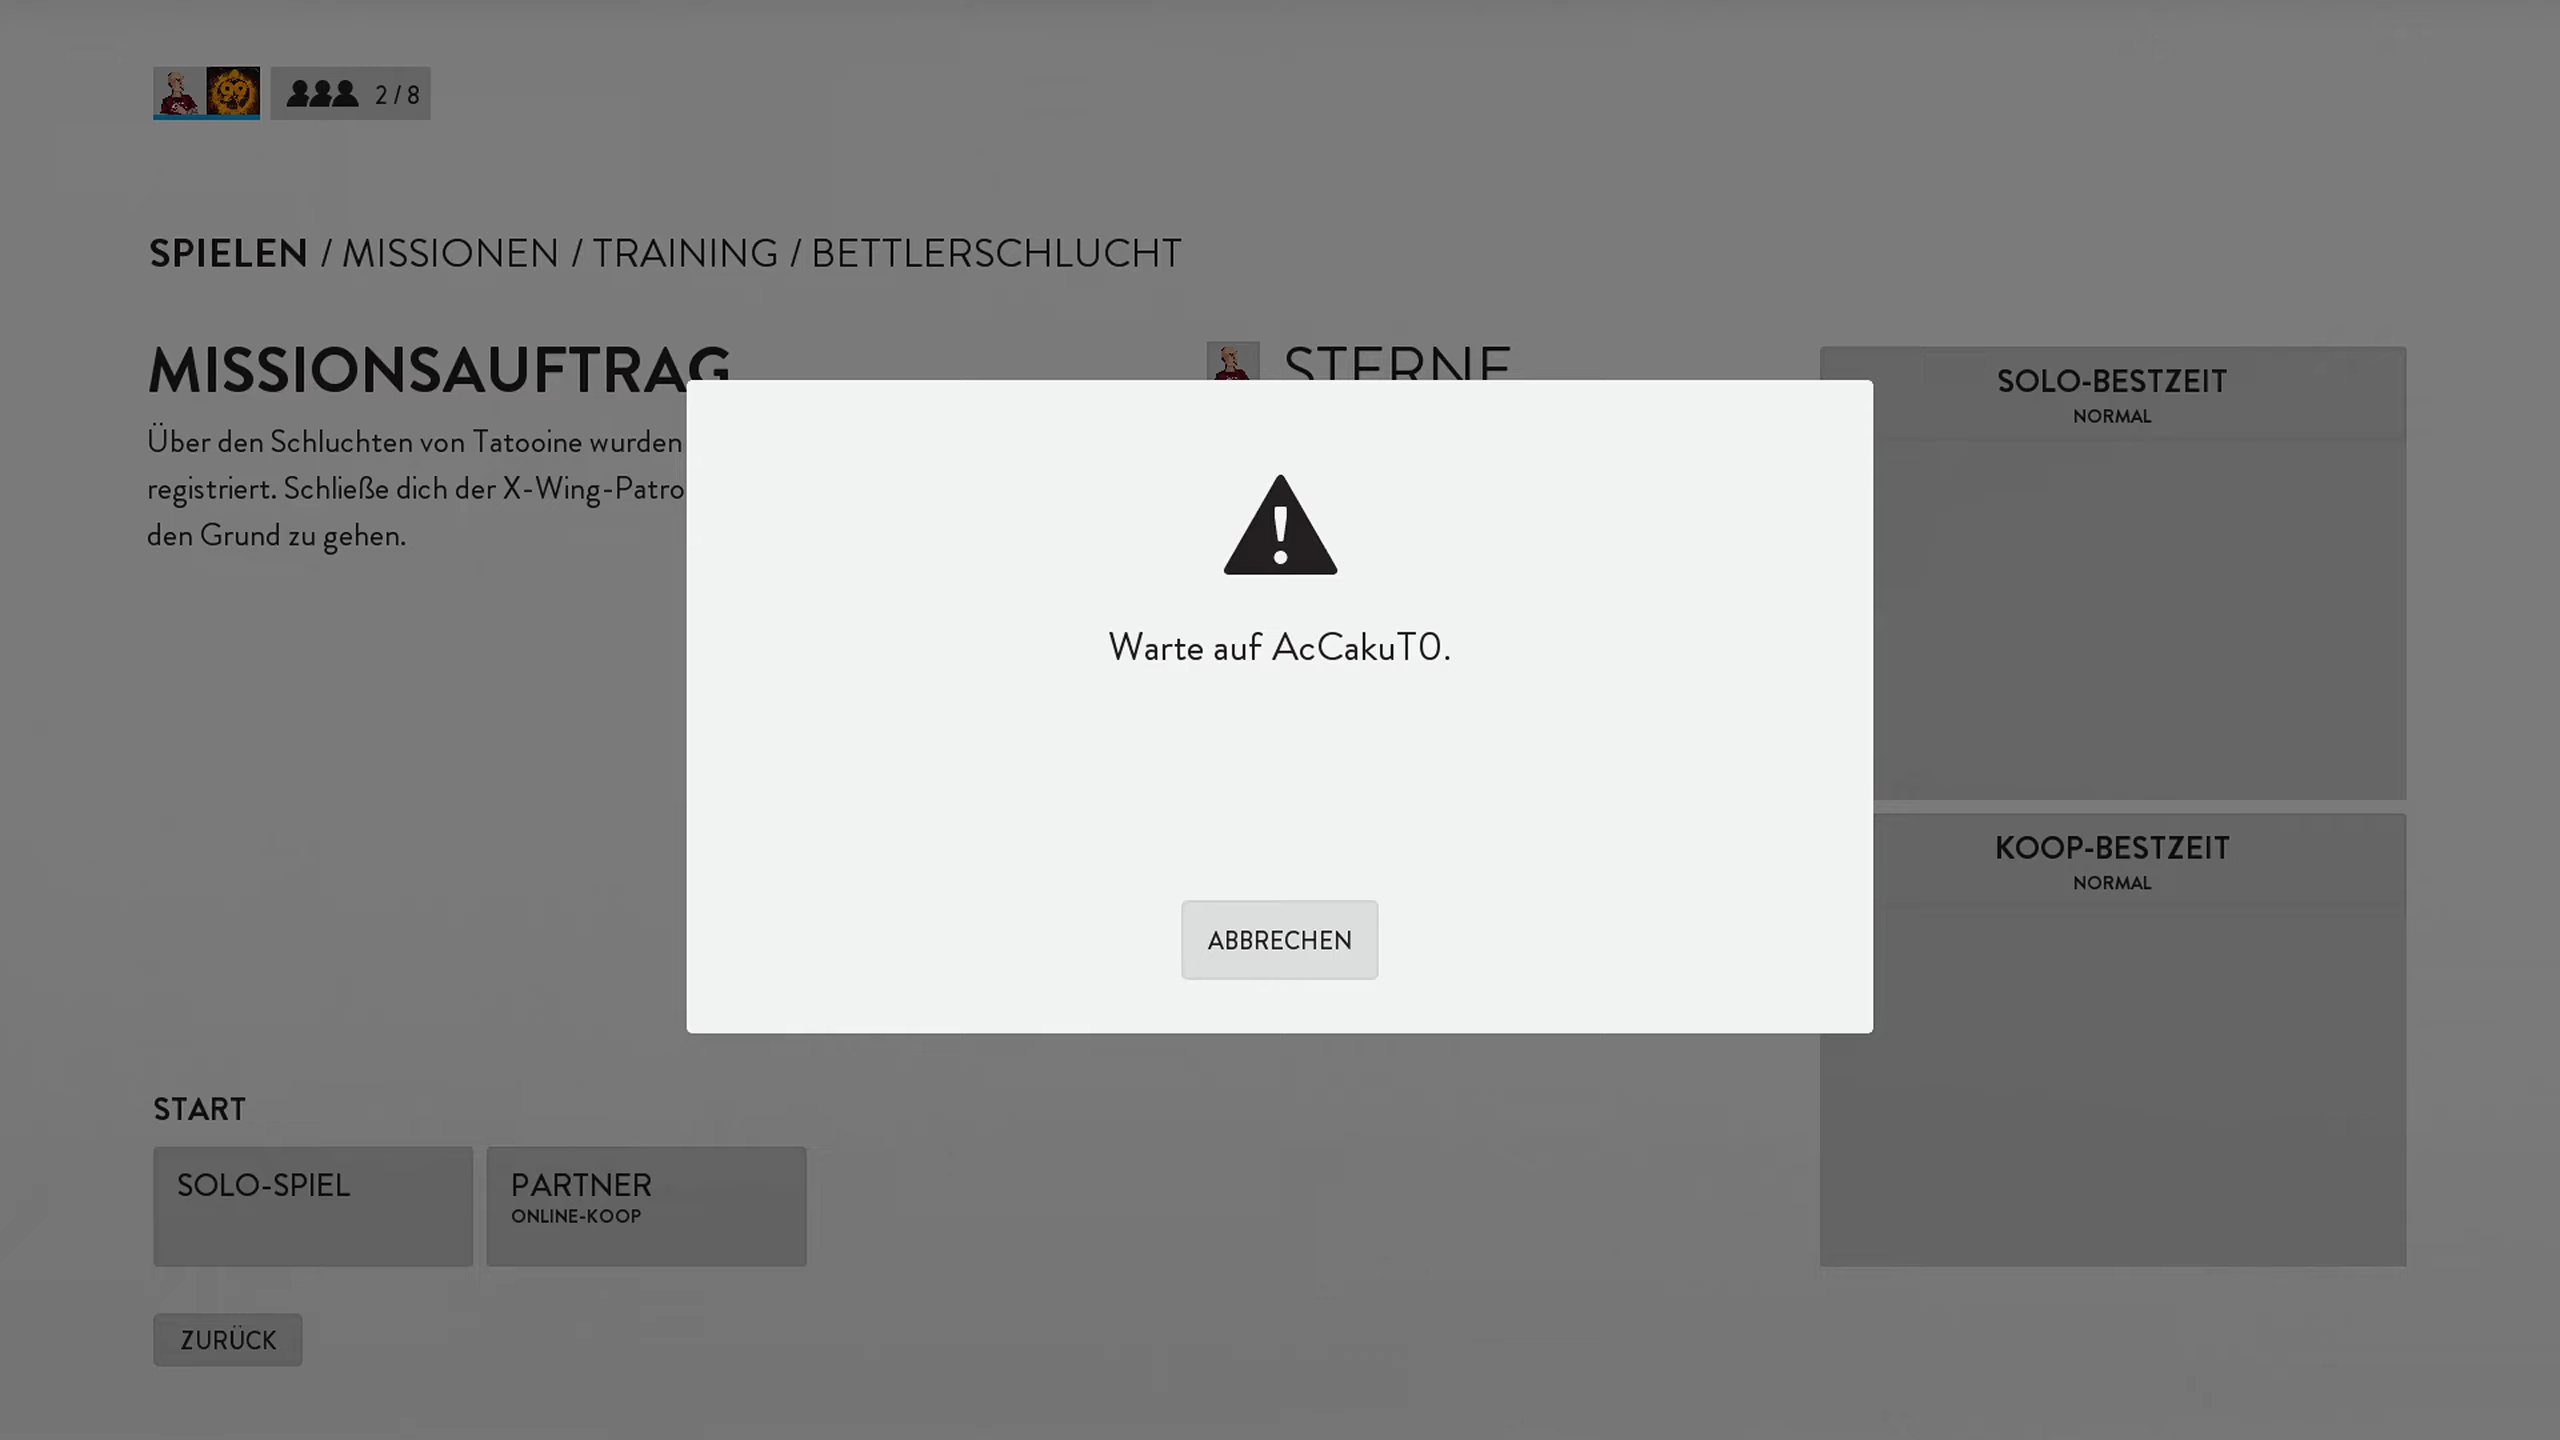 2 / 8
SPIELEN / MISSIONEN / TRAINING / BETTLERSCHLUCHT
MISSIONSAUFTRAG
Über den Schluchten von Tatooine wurden
registriert. Schließe dich der X-Wing-Patro
den Grund zu gehen.
STERNE
SOLO-BESTZEIT
NORMAL
Warte auf AcCakuT0.
ABBRECHEN
KOOP-BESTZEIT
NORMAL
START
SOLO-SPIEL
PARTNER
ONLINE-KOOP
ZURÜCK